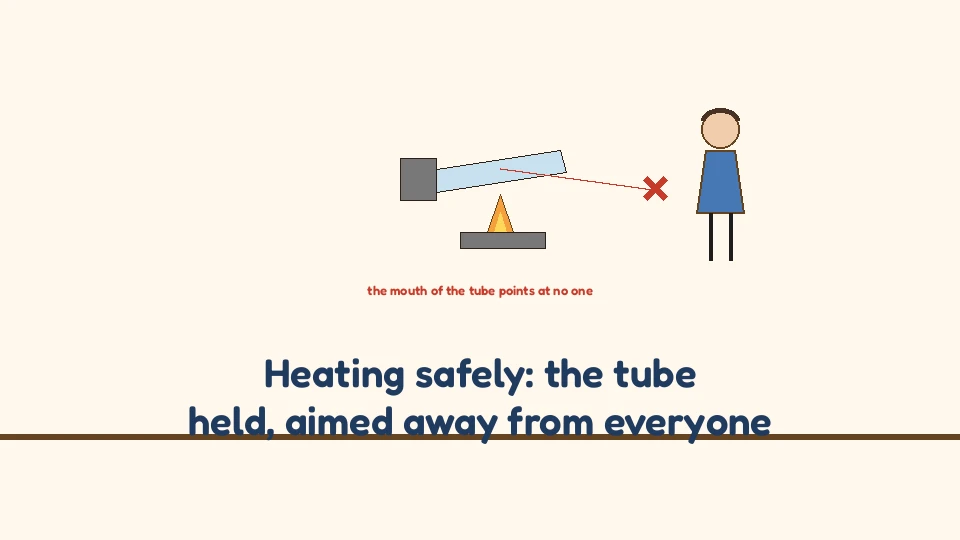 the mouth of the tube points at no one
Heating safely: the tube
held, aimed away from everyone